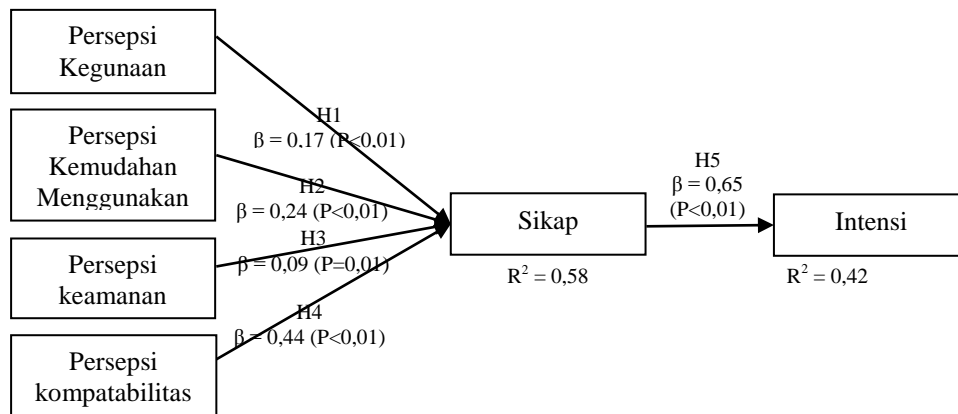 Persepsi
Kegunaan
H1
β = 0,17 (P<0,01)
Persepsi
Kemudahan
Menggunakan
H2
β = 0,24 (P<0,01)
H3
β = 0,09 (P=0,01)
Persepsi
keamanan
H4
β = 0,44 (P<0,01)
Persepsi
kompatabilitas
Sikap
R² = 0,58
H5
β = 0,65
(P<0,01)
Intensi
R² = 0,42